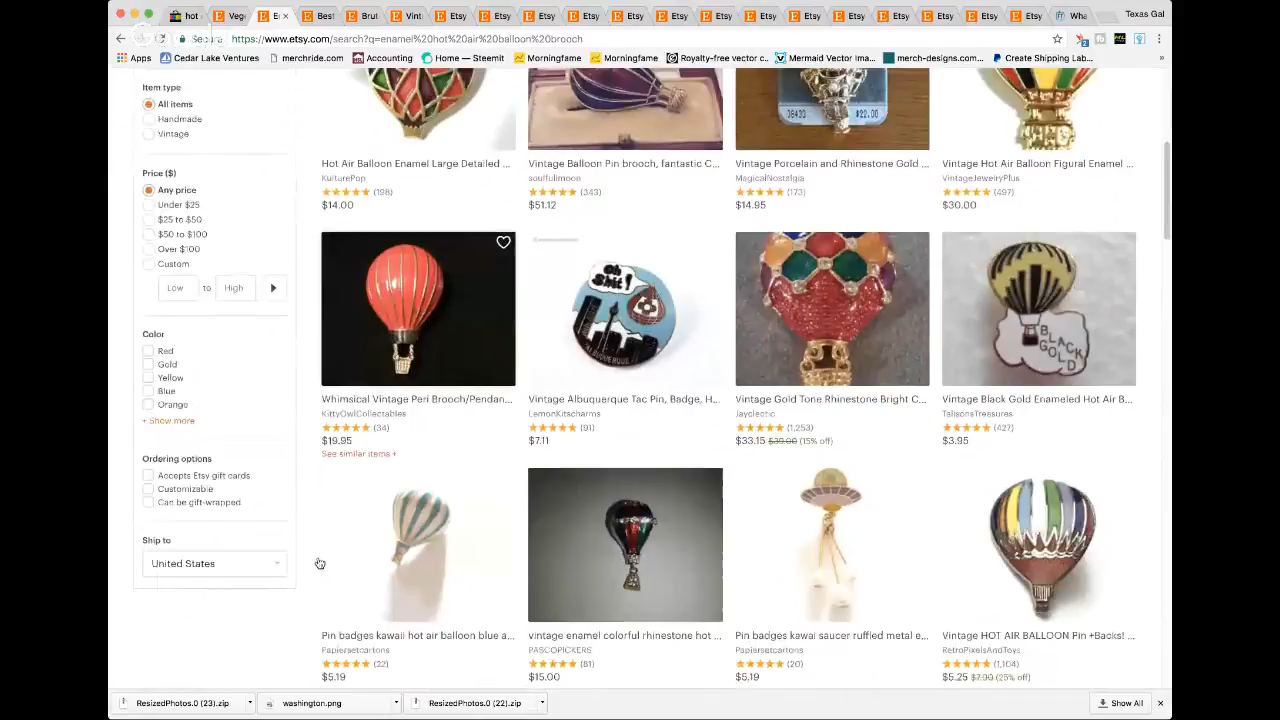 hot
Veg
E
Best
Brut
Vint
Etsy
Etsy
Etsy
Etsy
Etsy
Etsy
Etsy
Etsy
Etsy
Etsy
Etsy
Etsy
Etsy
Etsy
Wha
Texas Gal
Secure
https://www.etsy.com/search?q=enamel%20hot%20air%20balloon%20brooch
Apps
Cedar Lake Ventures
merchride.com
Accounting
Home — Steemit
Morningfame
Morningfame
Royalty-free vector c...
Mermaid Vector Ima...
merch-designs.com...
Create Shipping Lab...
»
Item type
All items
Handmade
Vintage
Price ($)
Any price
Under $25
$25 to $50
$50 to $100
Over $100
Custom
Low to High
Color
Red
Gold
Yellow
Blue
Orange
+ Show more
Ordering options
Accepts Etsy gift cards
Customizable
Can be gift-wrapped
Ship to
United States
38430 $22.00
Hot Air Balloon Enamel Large Detailed ...
KulturePop
(198)
$14.00
Vintage Balloon Pin brooch, fantastic C...
soulfulmoon
(343)
$51.12
Vintage Porcelain and Rhinestone Gold ...
MagicalNostalgia
(173)
$14.95
Vintage Hot Air Balloon Figural Enamel ...
VintageJewelryPlus
(497)
$30.00
Oh Shit!
ALBUQUERQUE
BLACK
GOLD
Whimsical Vintage Peri Brooch/Pendan...
KittyOwlCollectables
(34)
$19.95
See similar items +
Vintage Albuquerque Tac Pin, Badge, H...
LemonKitscharms
(91)
$7.11
Vintage Gold Tone Rhinestone Bright C...
Jayclectic
(1,253)
$33.15 $39.00 (15% off)
Vintage Black Gold Enameled Hot Air B...
TalisonsTreasures
(427)
$3.95
Pin badges kawaii hot air balloon blue a...
Papiersetcartons
(22)
$5.19
vintage enamel colorful rhinestone hot ...
PASCOPICKERS
(81)
$15.00
Pin badges kawai saucer ruffled metal e...
Papiersetcartons
(20)
$5.19
Vintage HOT AIR BALLOON Pin +Backs! ...
RetroPixelsAndToys
(1,104)
$5.25 $7.00 (25% off)
ResizedPhotos.0 (23).zip
washington.png
ResizedPhotos.0 (22).zip
Show All